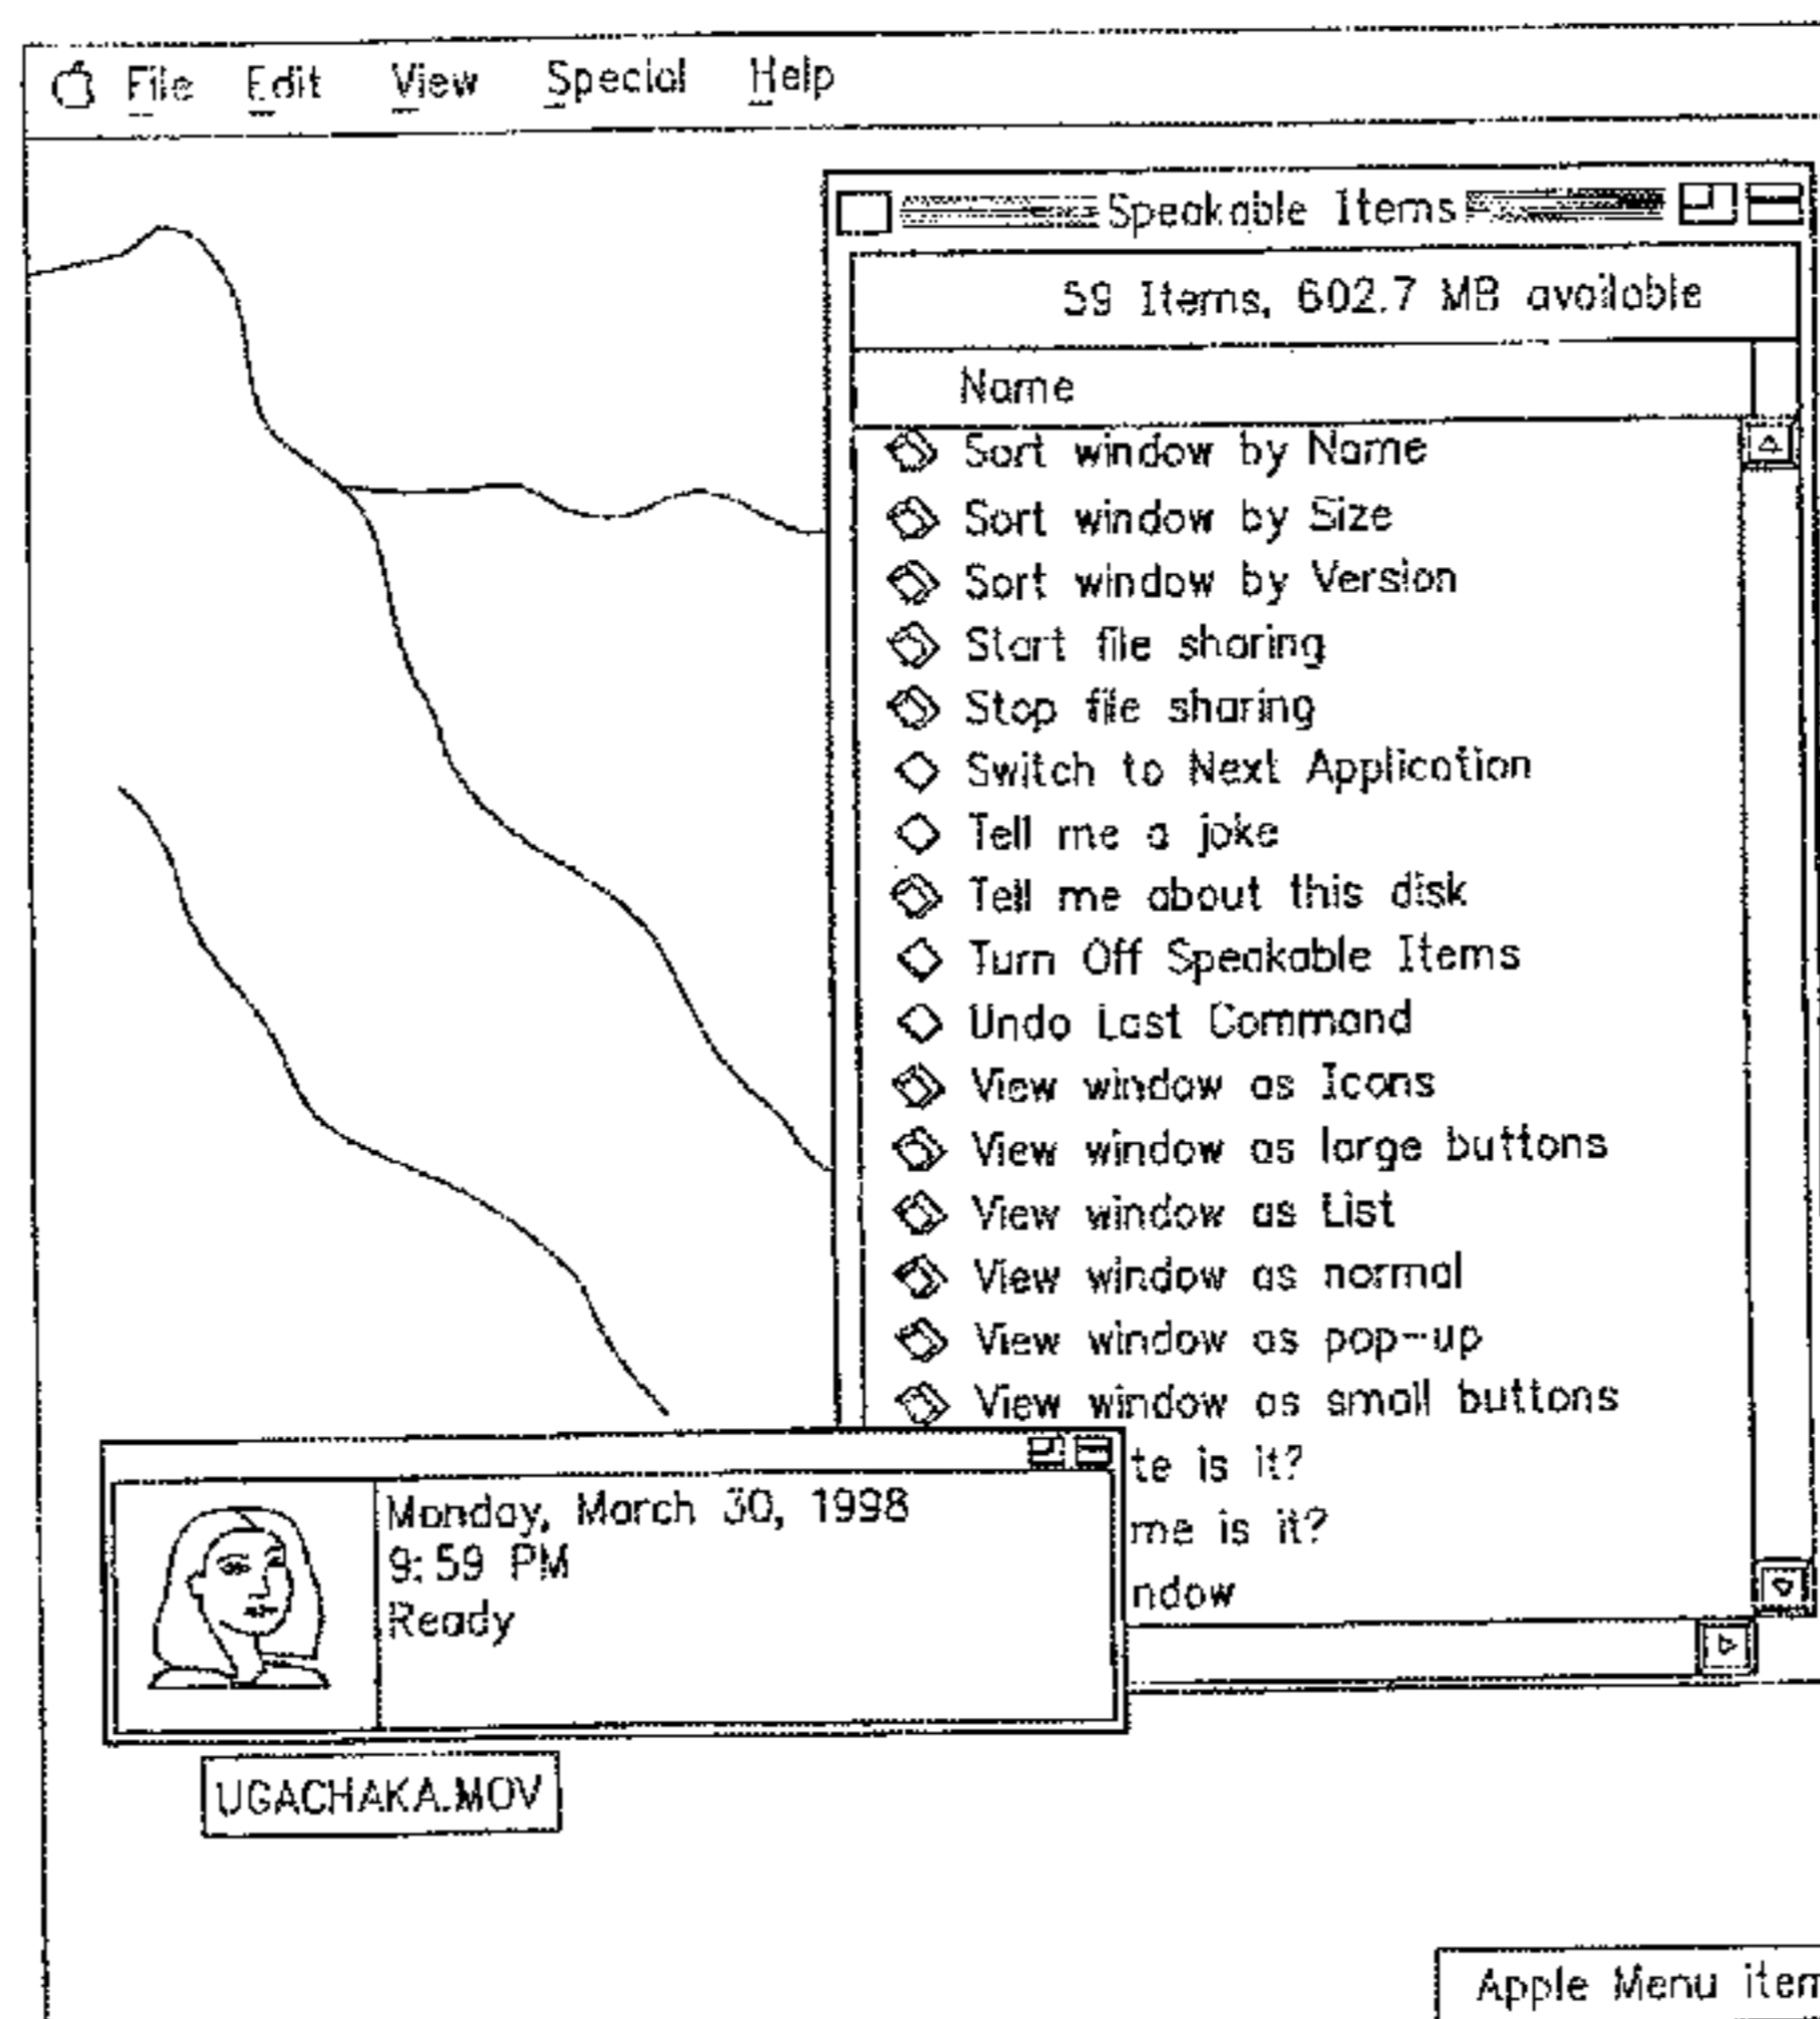 File Edit View Special Help
Speakable Items
59 Items, 602.7 MB available
Name
Sort window by Name
Sort window by Size
Sort window by Version
Start file sharing
Stop file sharing
Switch to Next Application
Tell me a joke
Tell me about this disk
Turn Off Speakable Items
Undo Last Command
View window as Icons
View window as large buttons
View window as List
View window as normal
View window as pop-up
View window as small buttons
te is it?
me is it?
ndow
Monday, March 30, 1998
9:59 PM
Ready
UGACHAKA.MOV
Apple Menu item